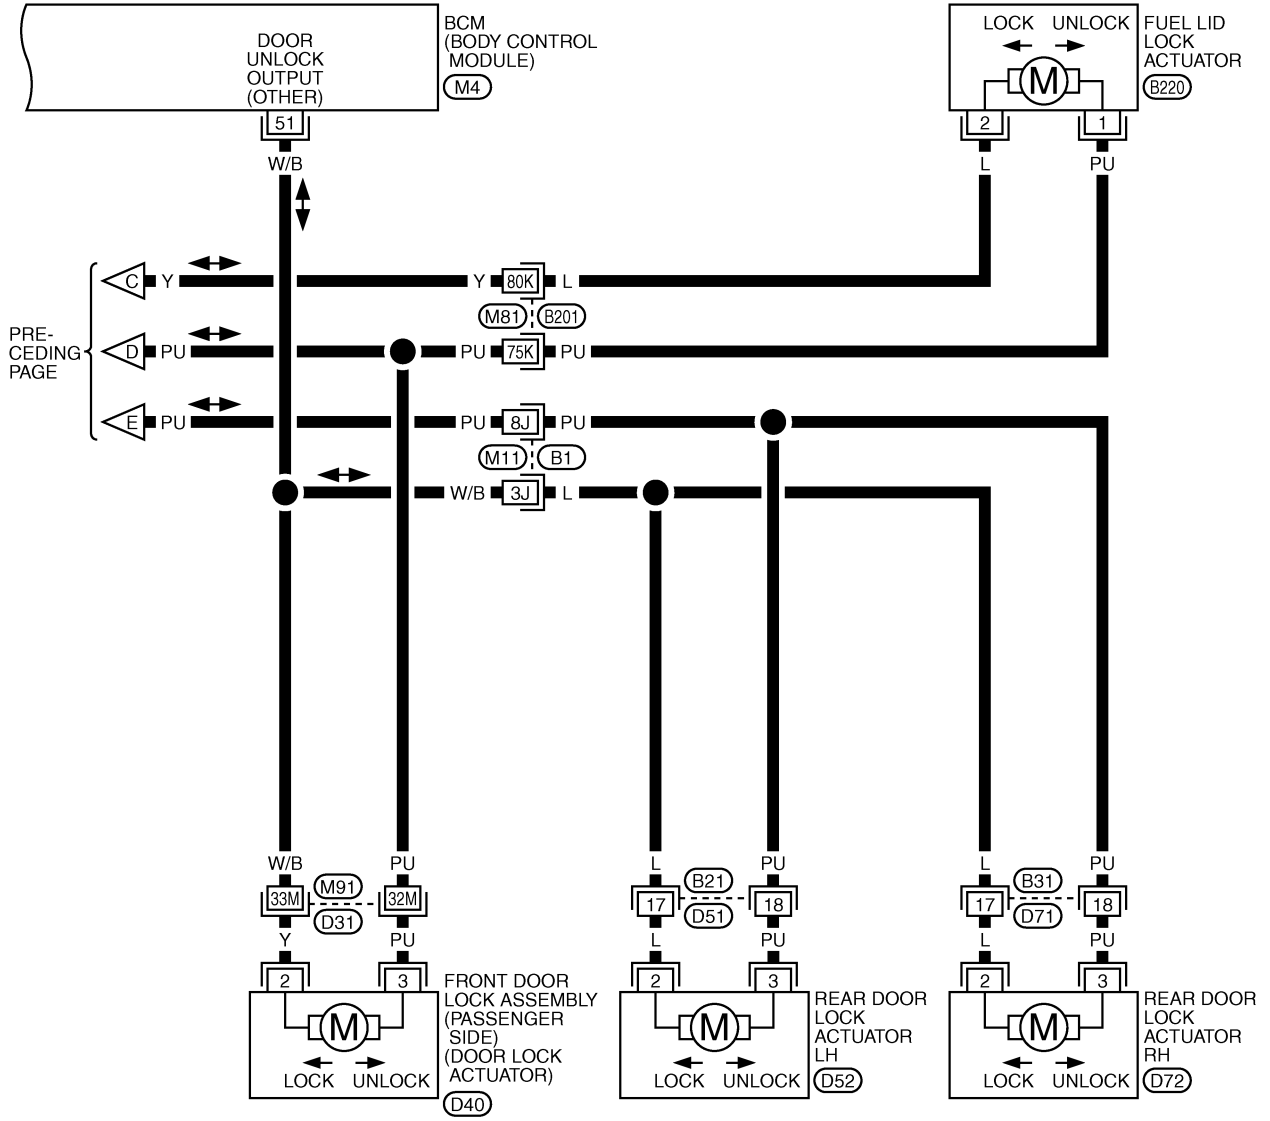 DOOR
UNLOCK
OUTPUT
(OTHER)
51
W/B
BCM
(BODY CONTROL
MODULE)
M4
LOCK UNLOCK
M
2 1
L PU
FUEL LID
LOCK
ACTUATOR
B220
PRE-
CEDING
PAGE
C Y Y 80K L
M81 B201
D PU PU 75K PU
E PU PU 8J PU
M11 B1
W/B 3J L
W/B PU L PU L PU
33M M91 32M 17 B21 18 17 B31 18
D31 D51 D71
Y PU L PU L PU
2 3 2 3 2 3
M M M
LOCK UNLOCK LOCK UNLOCK LOCK UNLOCK
FRONT DOOR
LOCK ASSEMBLY
(PASSENGER
SIDE)
(DOOR LOCK
ACTUATOR)
D40
REAR DOOR
LOCK
ACTUATOR
LH
D52
REAR DOOR
LOCK
ACTUATOR
RH
D72